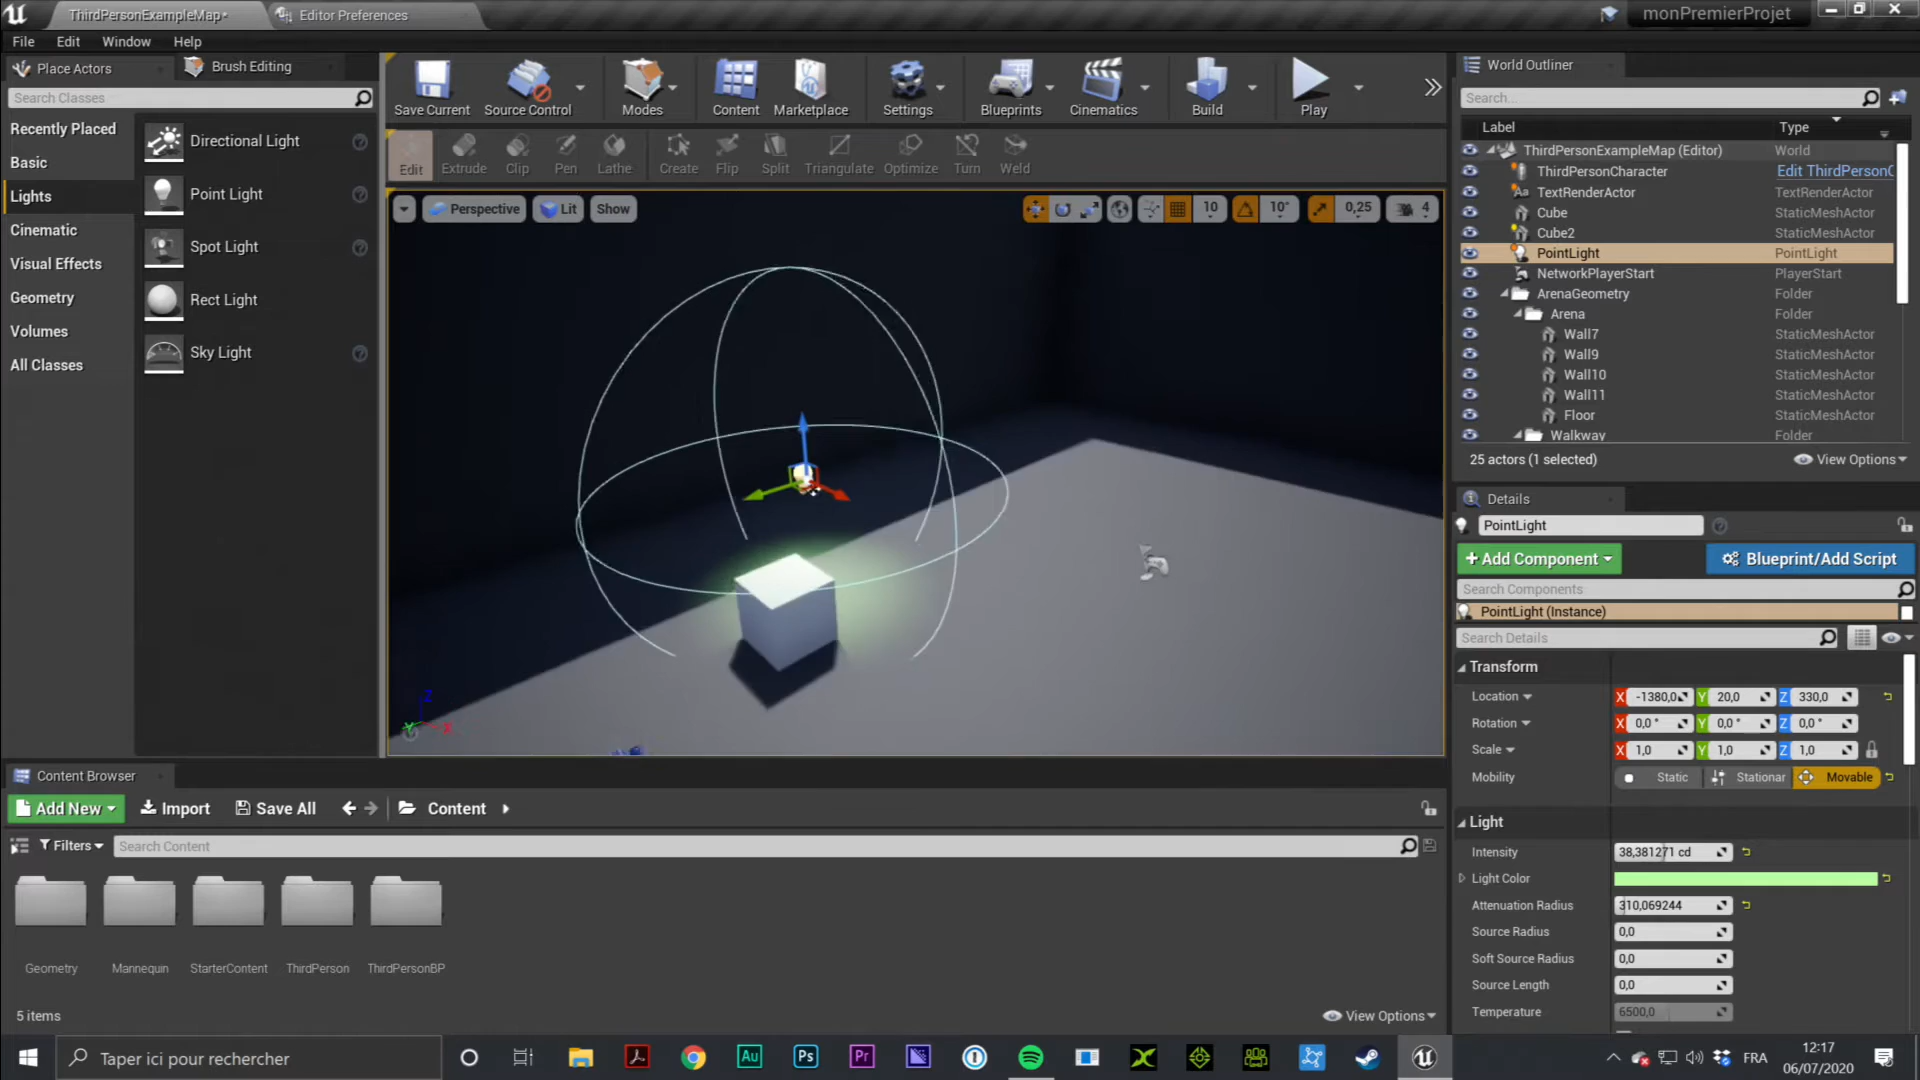 ThirdPersonExampleMap•
Editor Preferences
monPremierProjet
File Edit Window Help
Place Actors
Brush Editing
Search Classes
Recently Placed
Basic
Lights
Cinematic
Visual Effects
Geometry
Volumes
All Classes
Directional Light
Point Light
Spot Light
Rect Light
Sky Light
Save Current
Source Control
Modes
Content
Marketplace
Settings
Blueprints
Cinematics
Build
Play
Edit Extrude Clip Pen Lathe Create Flip Split Triangulate Optimize Turn Weld
Perspective Lit Show
10 10° 0,25 4
Z
Y X
World Outliner
Search...
Label Type
ThirdPersonExampleMap (Editor) World
ThirdPersonCharacter Edit ThirdPersonC
TextRenderActor TextRenderActor
Cube StaticMeshActor
Cube2 StaticMeshActor
PointLight PointLight
NetworkPlayerStart PlayerStart
ArenaGeometry Folder
Arena Folder
Wall7 StaticMeshActor
Wall9 StaticMeshActor
Wall10 StaticMeshActor
Wall11 StaticMeshActor
Floor StaticMeshActor
Walkway Folder
25 actors (1 selected) View Options
Details
PointLight
+ Add Component Blueprint/Add Script
Search Components
PointLight (Instance)
Search Details
Transform
Location X -1380,0 Y 20,0 Z 330,0
Rotation X 0,0 ° Y 0,0 ° Z 0,0 °
Scale X 1,0 Y 1,0 Z 1,0
Mobility Static Stationar Movable
Light
Intensity 38,381271 cd
Light Color
Attenuation Radius 310,069244
Source Radius 0,0
Soft Source Radius 0,0
Source Length 0,0
Temperature 6500,0
Content Browser
Add New Import Save All Content
Filters Search Content
Geometry Mannequin StarterContent ThirdPerson ThirdPersonBP
5 items View Options
Taper ici pour rechercher
Au Ps Pr
FRA
12:17
06/07/2020